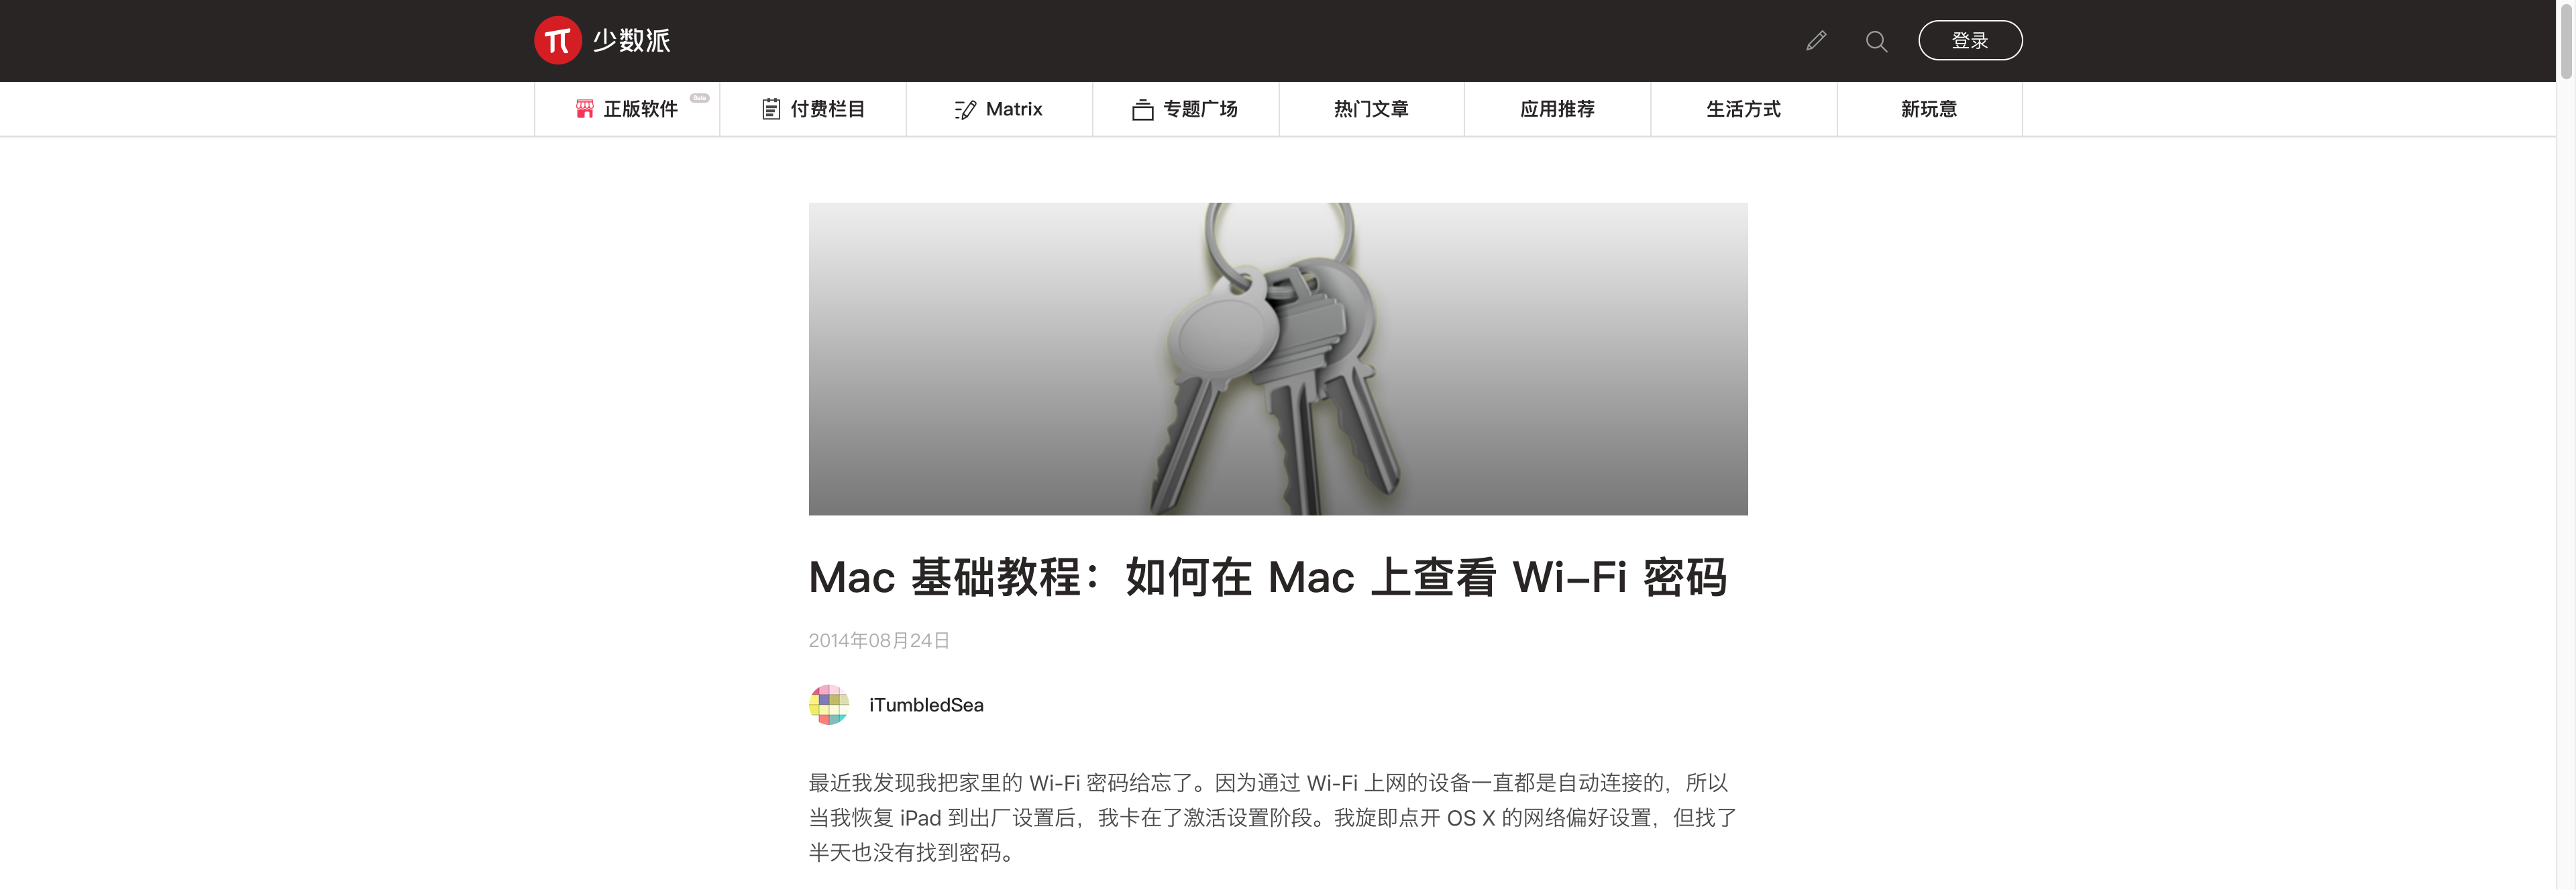 少数派
登录
正版软件
Beta
付费栏目
Matrix
专题广场
热门文章
应用推荐
生活方式
新玩意
Mac 基础教程：如何在 Mac 上查看 Wi-Fi 密码
2014年08月24日
iTumbledSea
最近我发现我把家里的 Wi-Fi 密码给忘了。因为通过 Wi-Fi 上网的设备一直都是自动连接的，所以
当我恢复 iPad 到出厂设置后，我卡在了激活设置阶段。我旋即点开 OS X 的网络偏好设置，但找了
半天也没有找到密码。